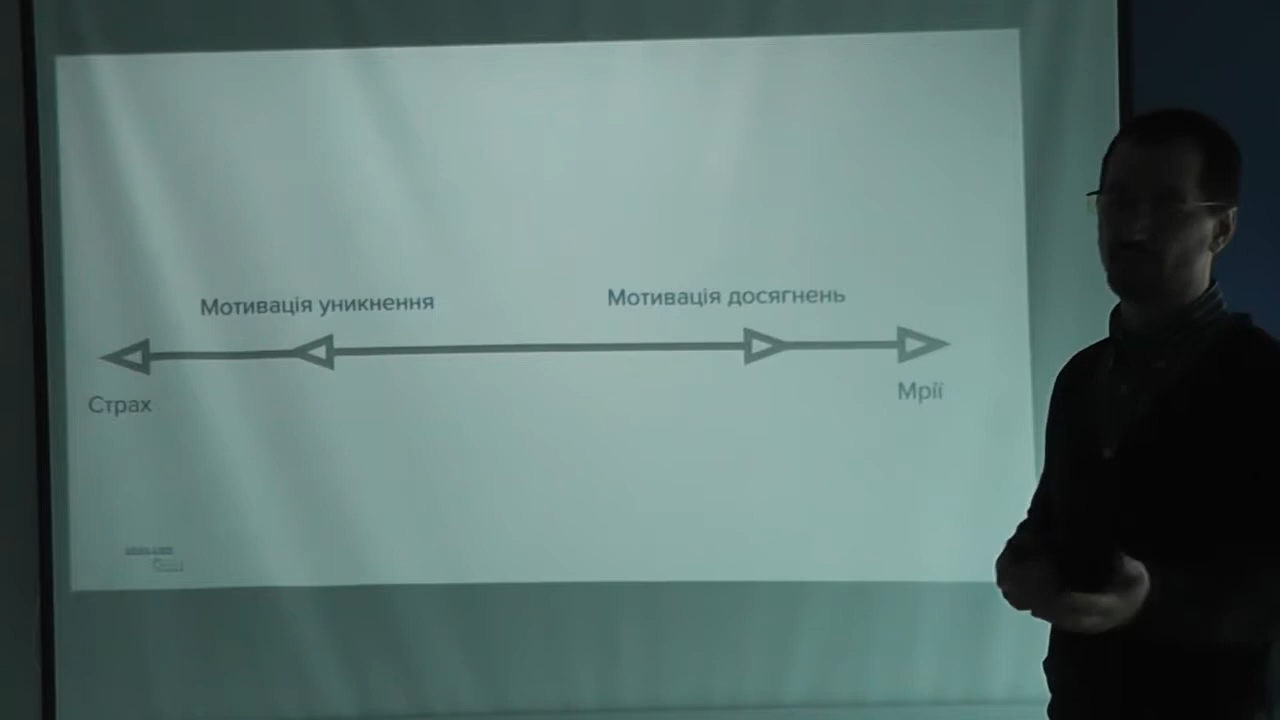 Мотивація уникнення
Мотивація досягнень
Страх
Мрії